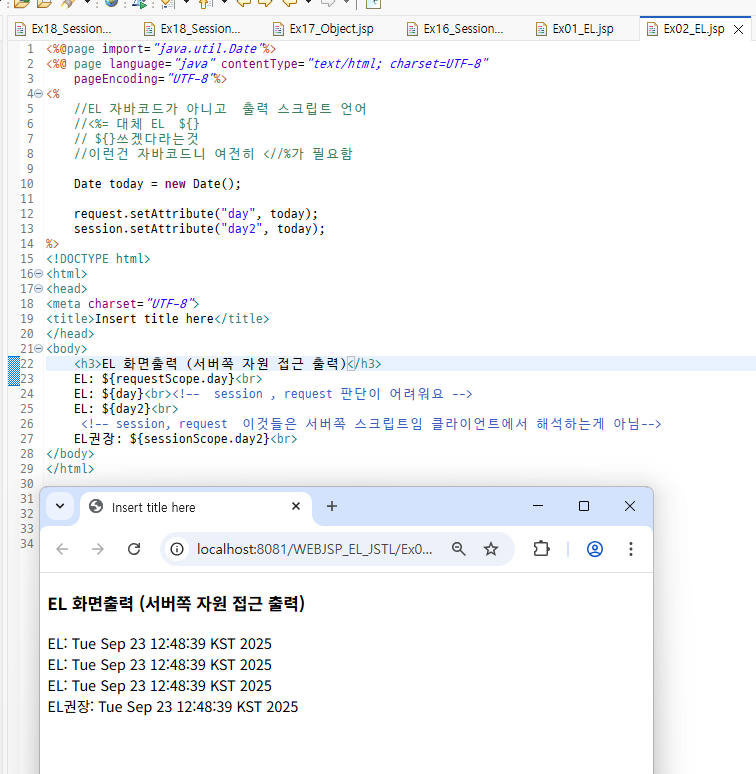 Ex18_Session... Ex18_Session... Ex17_Object.jsp Ex16_Session... Ex01_EL.jsp Ex02_EL.jsp
1 <%@page import="java.util.Date"%>
2 <%@ page language="java" contentType="text/html; charset=UTF-8"
3 pageEncoding="UTF-8"%>
4 <%
5 //EL 자바코드가 아니고 출력 스크립트 언어
6 //<%= 대체 EL ${}
7 // ${}쓰겠다라는것
8 //이런건 자바코드니 여전히 <//%가 필요함
9
10 Date today = new Date();
11
12 request.setAttribute("day", today);
13 session.setAttribute("day2", today);
14 %>
15 <!DOCTYPE html>
16 <html>
17 <head>
18 <meta charset="UTF-8">
19 <title>Insert title here</title>
20 </head>
21 <body>
22 <h3>EL 화면출력 (서버쪽 자원 접근 출력)</h3>
23 EL: ${requestScope.day}<br>
24 EL: ${day}<br><!-- session , request 판단이 어려워요 -->
25 EL: ${day2}<br>
26 <!-- session, request 이것들은 서버쪽 스크립트임 클라이언트에서 해석하는게 아님-->
27 EL권장: ${sessionScope.day2}<br>
28 </body>
29 </html>
30
31
32
33
34
Insert title here
localhost:8081/WEBJSP_EL_JSTL/Ex0...
EL 화면출력 (서버쪽 자원 접근 출력)
EL: Tue Sep 23 12:48:39 KST 2025
EL: Tue Sep 23 12:48:39 KST 2025
EL: Tue Sep 23 12:48:39 KST 2025
EL권장: Tue Sep 23 12:48:39 KST 2025